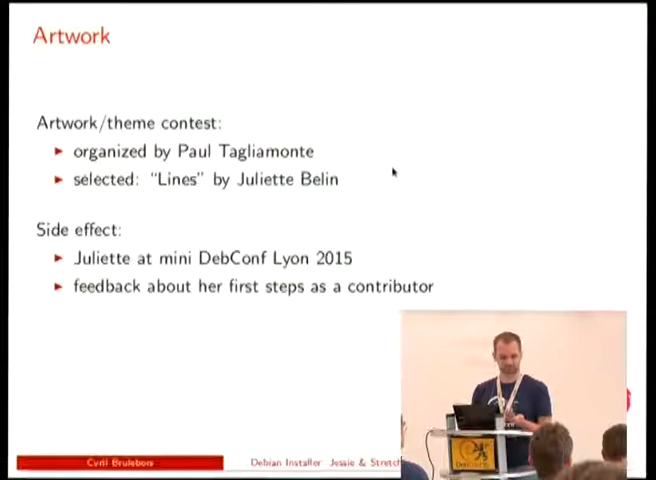 Artwork
Artwork/theme contest:
organized by Paul Tagliamonte
selected: “Lines” by Juliette Belin
Side effect:
Juliette at mini DebConf Lyon 2015
feedback about her first steps as a contributor
Cyril Brulebois
Debian Installer Jessie & Stretch